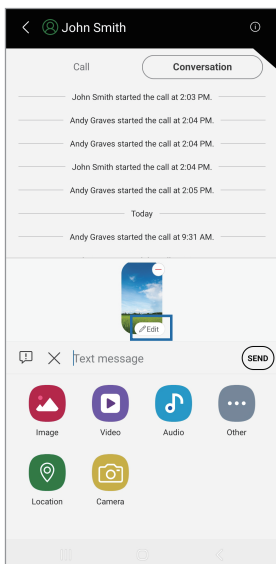 John Smith
Call Conversation
John Smith started the call at 2:03 PM.
Andy Graves started the call at 2:04 PM.
Andy Graves started the call at 2:04 PM.
John Smith started the call at 2:04 PM.
Andy Graves started the call at 2:05 PM.
Today
Andy Graves started the call at 9:31 AM.
Edit
Text message SEND
Image Video Audio Other
Location Camera